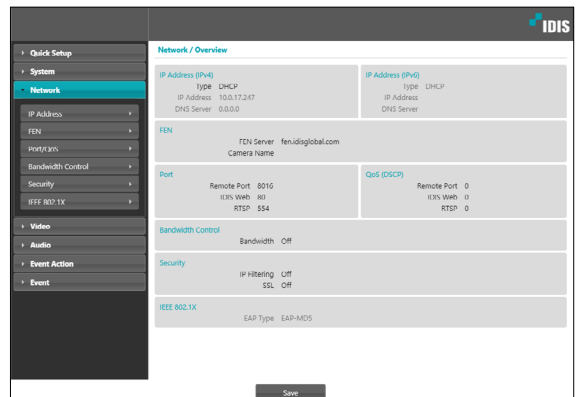 IDIS
Quick Setup
System
Network
IP Address
FEN
Port/QoS
Bandwidth Control
Security
IEEE 802.1X
Video
Audio
Event Action
Event
Network / Overview
IP Address (IPv4)
Type DHCP
IP Address 10.0.17.247
DNS Server 0.0.0.0
IP Address (IPv6)
Type DHCP
IP Address
DNS Server
FEN
FEN Server fen.idisglobal.com
Camera Name
Port
Remote Port 8016
IDIS Web 80
RTSP 554
QoS (DSCP)
Remote Port 0
IDIS Web 0
RTSP 0
Bandwidth Control
Bandwidth Off
Security
IP Filtering Off
SSL Off
IEEE 802.1X
EAP Type EAP-MD5
Save